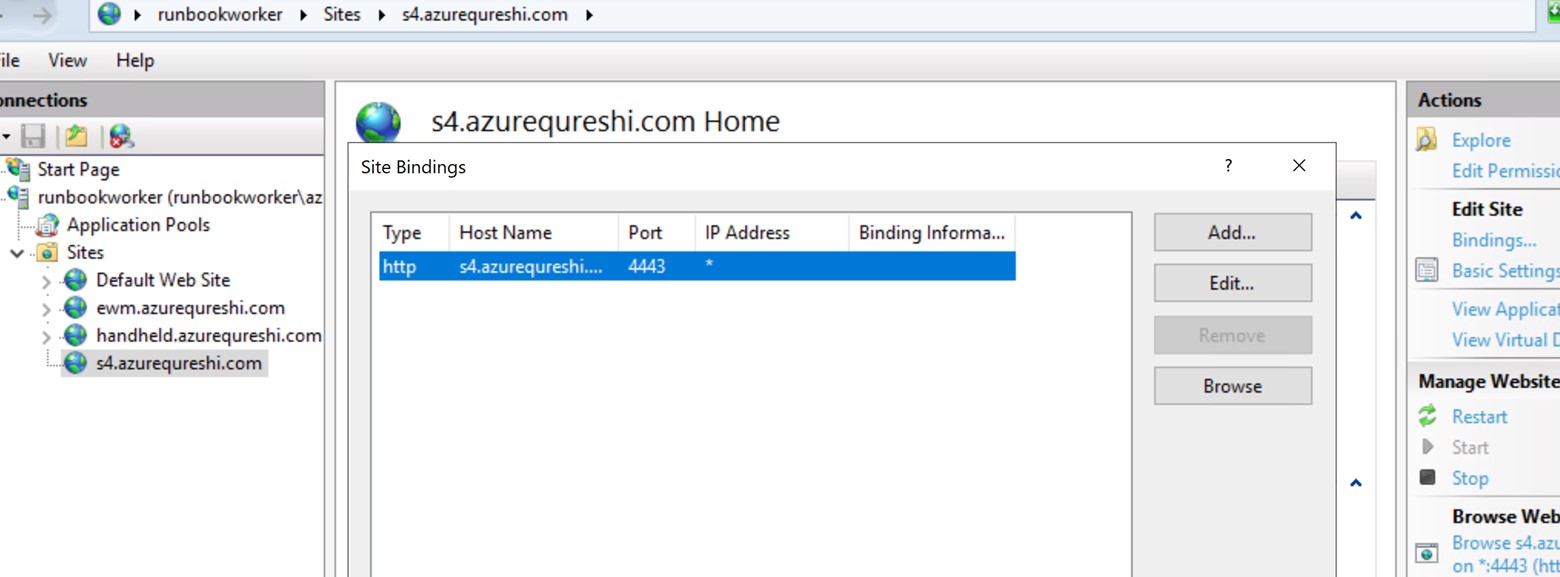 runbookworker Sites s4.azurequreshi.com
File View Help
onnections
s4.azurequreshi.com Home
Start Page
runbookworker (runbookworker\az
Application Pools
Sites
Default Web Site
ewm.azurequreshi.com
handheld.azurequreshi.com
s4.azurequreshi.com
Site Bindings
?
Type Host Name Port IP Address Binding Informa...
http s4.azurequreshi.... 4443 *
Add...
Edit...
Remove
Browse
Actions
Explore
Edit Permissio
Edit Site
Bindings...
Basic Settings
View Applicat
View Virtual D
Manage Website
Restart
Start
Stop
Browse Web
Browse s4.azu
on *:4443 (htt